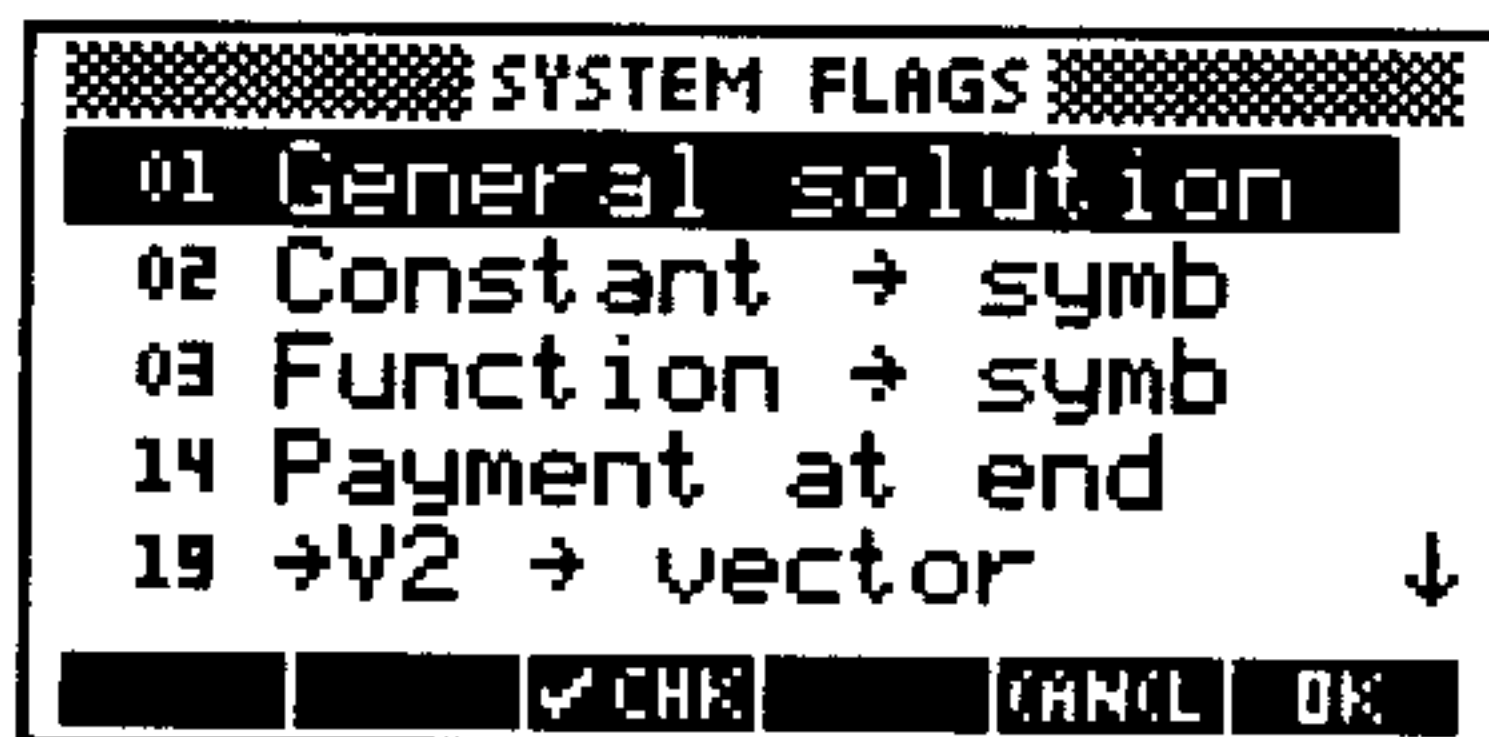 SYSTEM FLAGS
01 General solution
02 Constant → symb
03 Function → symb
14 Payment at end
19 →V2 → vector ↓
✓CHK CANCL OK